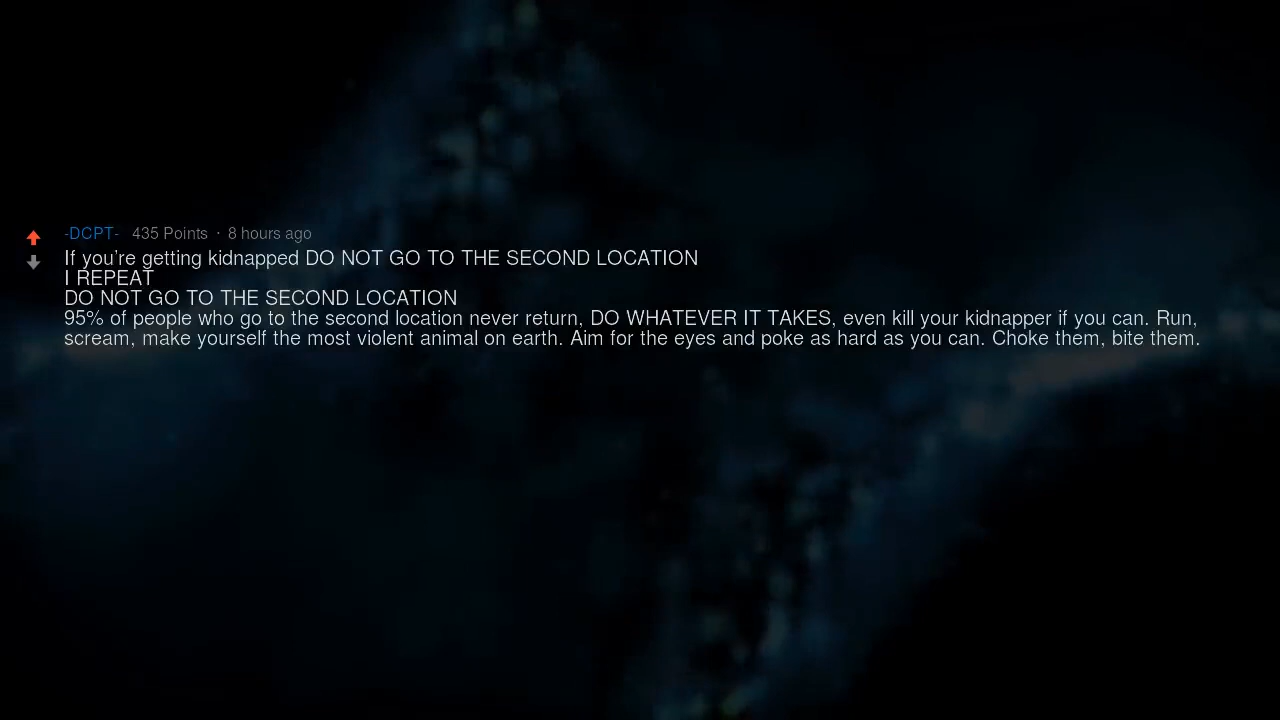 -DCPT- 435 Points · 8 hours ago
If you're getting kidnapped DO NOT GO TO THE SECOND LOCATION
I REPEAT
DO NOT GO TO THE SECOND LOCATION
95% of people who go to the second location never return, DO WHATEVER IT TAKES, even kill your kidnapper if you can. Run,
scream, make yourself the most violent animal on earth. Aim for the eyes and poke as hard as you can. Choke them, bite them.